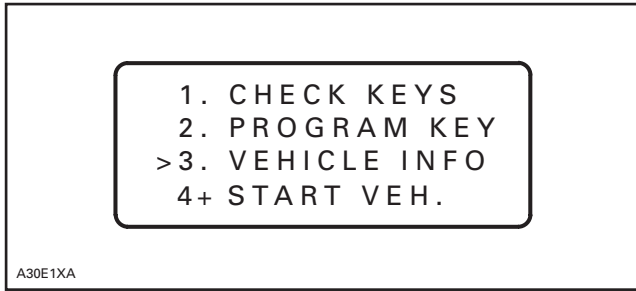 1. CHECK KEYS
2. PROGRAM KEY
>3. VEHICLE INFO
4+ START VEH.
A30E1XA